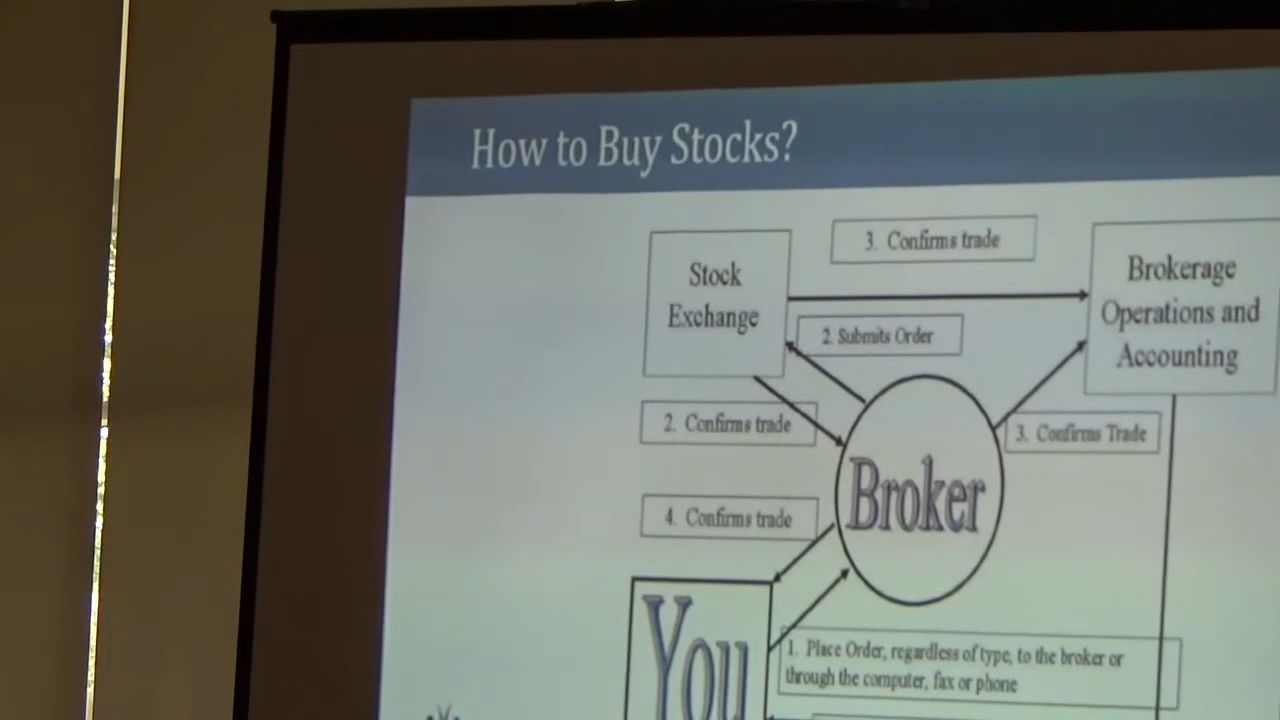 How to Buy Stocks?
3. Confirms trade
Stock
Exchange
Brokerage
Operations and
Accounting
2. Submits Order
2. Confirms trade
3. Confirms Trade
Broker
4. Confirms trade
You
1. Place Order, regardless of type, to the broker or
through the computer, fax or phone